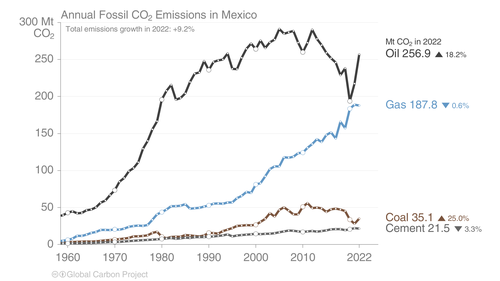 Annual Fossil CO₂ Emissions in Mexico
300 Mt
CO₂
Total emissions growth in 2022: +9.2%
250
200
150
100
50
0
1960
1970
1980
1990
2000
2010
2022
Mt CO₂ in 2022
Oil 256.9 ▲ 18.2%
Gas 187.8 ▼ 0.6%
Coal 35.1 ▲ 25.0%
Cement 21.5 ▼ 3.3%
Global Carbon Project